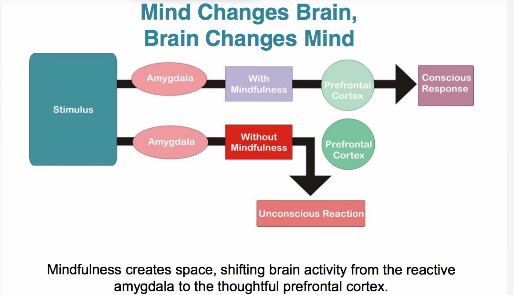 Mind Changes Brain,
Brain Changes Mind
Stimulus
Amygdala
With
Mindfulness
Prefrontal
Cortex
Conscious
Response
Amygdala
Without
Mindfulness
Prefrontal
Cortex
Unconscious Reaction
Mindfulness creates space, shifting brain activity from the reactive
amygdala to the thoughtful prefrontal cortex.